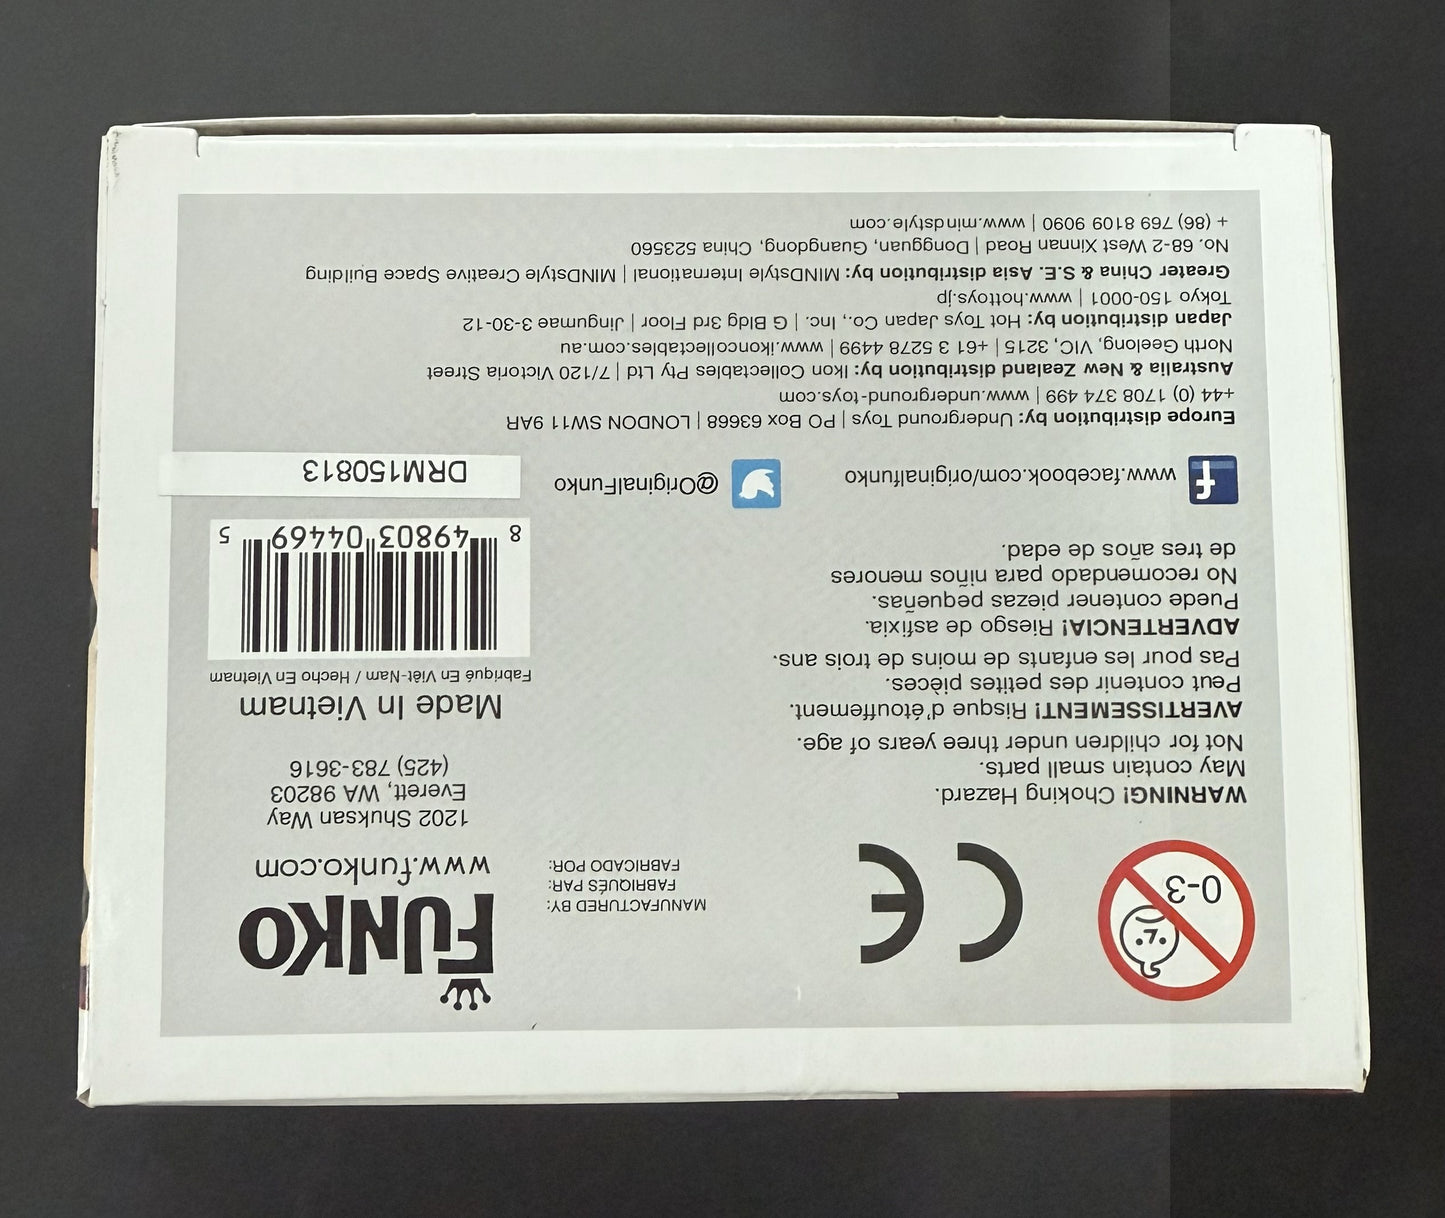 0-3
CE
MANUFACTURED BY:
FABRIQUÉS PAR:
FABRICADO POR:
FUNKO
www.funko.com
1202 Shuksan Way
Everett, WA 98203
(425) 783-3616
WARNING! Choking Hazard.
May contain small parts.
Not for children under three years of age.
AVERTISSEMENT! Risque d'étouffement.
Peut contenir des petites pièces.
Pas pour les enfants de moins de trois ans.
ADVERTENCIA! Riesgo de asfixia.
Puede contener piezas pequeñas.
No recomendado para niños menores
de tres años de edad.
Made In Vietnam
Fabriqué En Viêt-Nam / Hecho En Vietnam
8 49803 04469 5
DRM150813
www.facebook.com/originalfunko
@OriginalFunko
Europe distribution by: Underground Toys | PO Box 63668 | LONDON SW11 9AR
+44 (0) 1708 374 499 | www.underground-toys.com
Australia & New Zealand distribution by: Ikon Collectables Pty Ltd | 7/120 Victoria Street
North Geelong, VIC, 3215 | +61 3 5278 4499 | www.ikoncollectables.com.au
Japan distribution by: Hot Toys Japan Co., Inc. | G Bldg 3rd Floor | Jingumae 3-30-12
Tokyo 150-0001 | www.hottoys.jp
Greater China & S.E. Asia distribution by: MINDstyle International | MINDstyle Creative Space Building
No. 68-2 West Xinnan Road | Dongguan, Guangdong, China 523560
+ (86) 769 8109 9090 | www.mindstyle.com